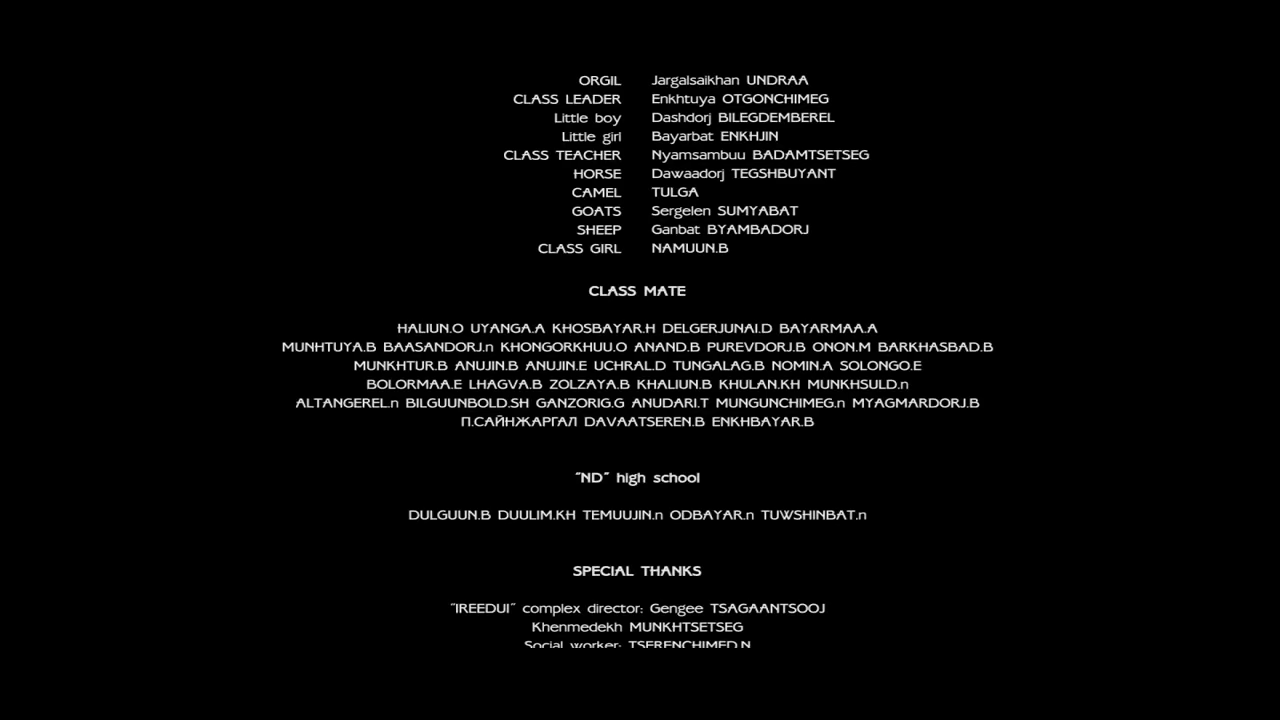 ORGIL Jargalsaikhan UNDRAA
CLASS LEADER Enkhtuya OTGONCHIMEG
Little boy Dashdorj BILEGDEMBEREL
Little girl Bayarbat ENKHJIN
CLASS TEACHER Nyamsambuu BADAMTSETSEG
HORSE Dawaadorj TEGSHBUYANT
CAMEL TULGA
GOATS Sergelen SUMYABAT
SHEEP Ganbat BYAMBADORJ
CLASS GIRL NAMUUN.B
CLASS MATE
HALIUN.O UYANGA.A KHOSBAYAR.H DELGERJUNAI.D BAYARMAA.A
MUNHTUYA.B BAASANDORJ.n KHONGORKHUU.O ANAND.B PUREVDORJ.B ONON.M BARKHASBAD.B
MUNKHTUR.B ANUJIN.B ANUJIN.E UCHRAL.D TUNGALAG.B NOMIN.A SOLONGO.E
BOLORMAA.E LHAGVA.B ZOLZAYA.B KHALIUN.B KHULAN.KH MUNKHSULD.n
ALTANGEREL.n BILGUUNBOLD.SH GANZORIG.G ANUDARI.T MUNGUNCHIMEG.n MYAGMARDORJ.B
П.САЙНЖАРГАЛ DAVAATSEREN.B ENKHBAYAR.B
"ND" high school
DULGUUN.B DUULIM.KH TEMUUJIN.n ODBAYAR.n TUWSHINBAT.n
SPECIAL THANKS
"IREEDUI" complex director: Gengee TSAGAANTSOOJ
Khenmedekh MUNKHTSETSEG
Social worker: TSERENCHIMED.N